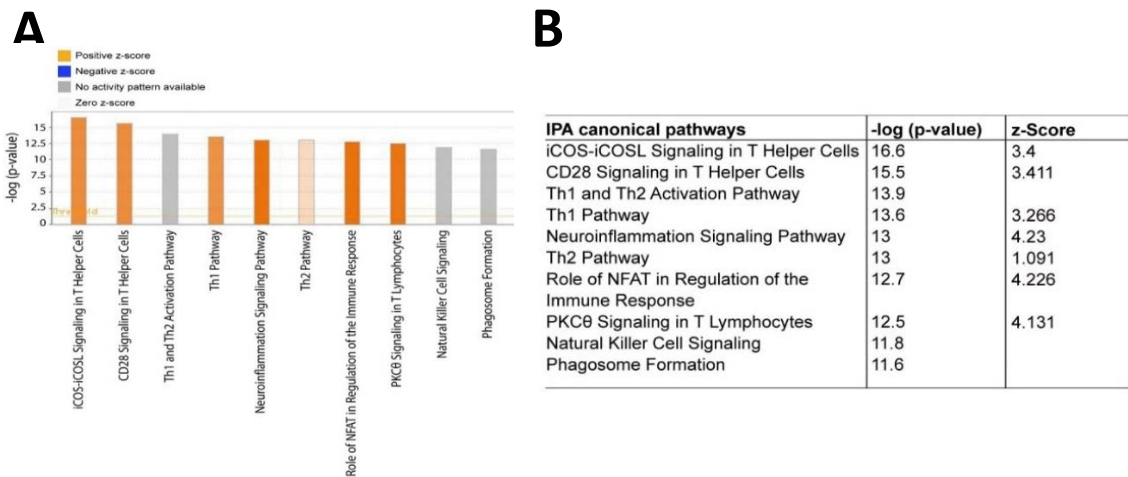 A
Positive z-score
Negative z-score
No activity pattern available
Zero z-score
-log (p-value)
15
12.5
10.0
7.5
5.0
2.5
0
Threshold
iCOS-iCOSL Signaling in T Helper Cells
CD28 Signaling in T Helper Cells
Th1 and Th2 Activation Pathway
Th1 Pathway
Neuroinflammation Signaling Pathway
Th2 Pathway
Role of NFAT in Regulation of the Immune Response
PKCθ Signaling in T Lymphocytes
Natural Killer Cell Signaling
Phagosome Formation
B
IPA canonical pathways -log (p-value) z-Score
iCOS-iCOSL Signaling in T Helper Cells 16.6 3.4
CD28 Signaling in T Helper Cells 15.5 3.411
Th1 and Th2 Activation Pathway 13.9
Th1 Pathway 13.6 3.266
Neuroinflammation Signaling Pathway 13 4.23
Th2 Pathway 13 1.091
Role of NFAT in Regulation of the 12.7 4.226
Immune Response
PKCθ Signaling in T Lymphocytes 12.5 4.131
Natural Killer Cell Signaling 11.8
Phagosome Formation 11.6